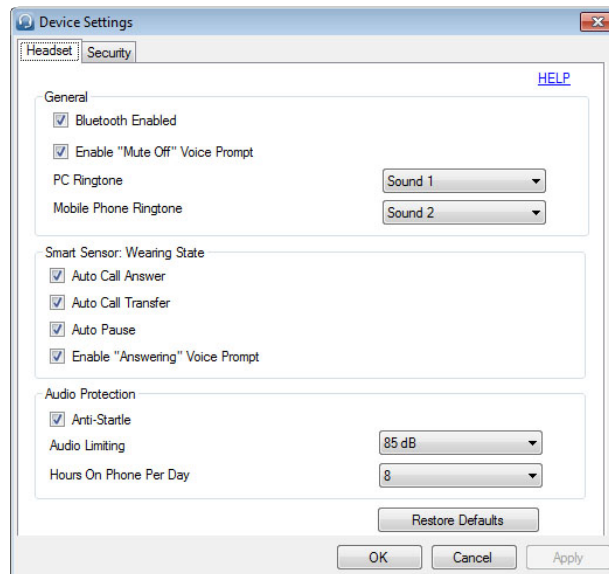 Device Settings
Headset Security
HELP
General
Bluetooth Enabled
Enable "Mute Off" Voice Prompt
PC Ringtone Sound 1
Mobile Phone Ringtone Sound 2
Smart Sensor: Wearing State
Auto Call Answer
Auto Call Transfer
Auto Pause
Enable "Answering" Voice Prompt
Audio Protection
Anti-Startle
Audio Limiting 85 dB
Hours On Phone Per Day 8
Restore Defaults
OK Cancel Apply